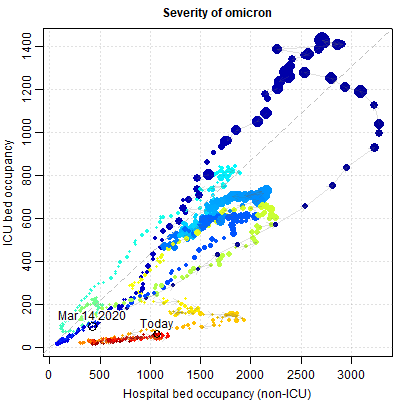 Severity of omicron
ICU bed occupancy
1400
1200
1000
800
600
400
200
0
Mar 14 2020
Today
0 500 1000 1500 2000 2500 3000
Hospital bed occupancy (non-ICU)